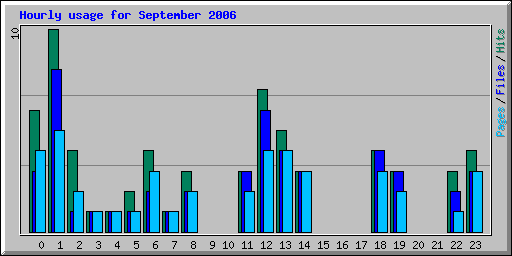 Hourly usage for September 2006
10
Pages/Files/Hits
0 1 2 3 4 5 6 7 8 9 10 11 12 13 14 15 16 17 18 19 20 21 22 23